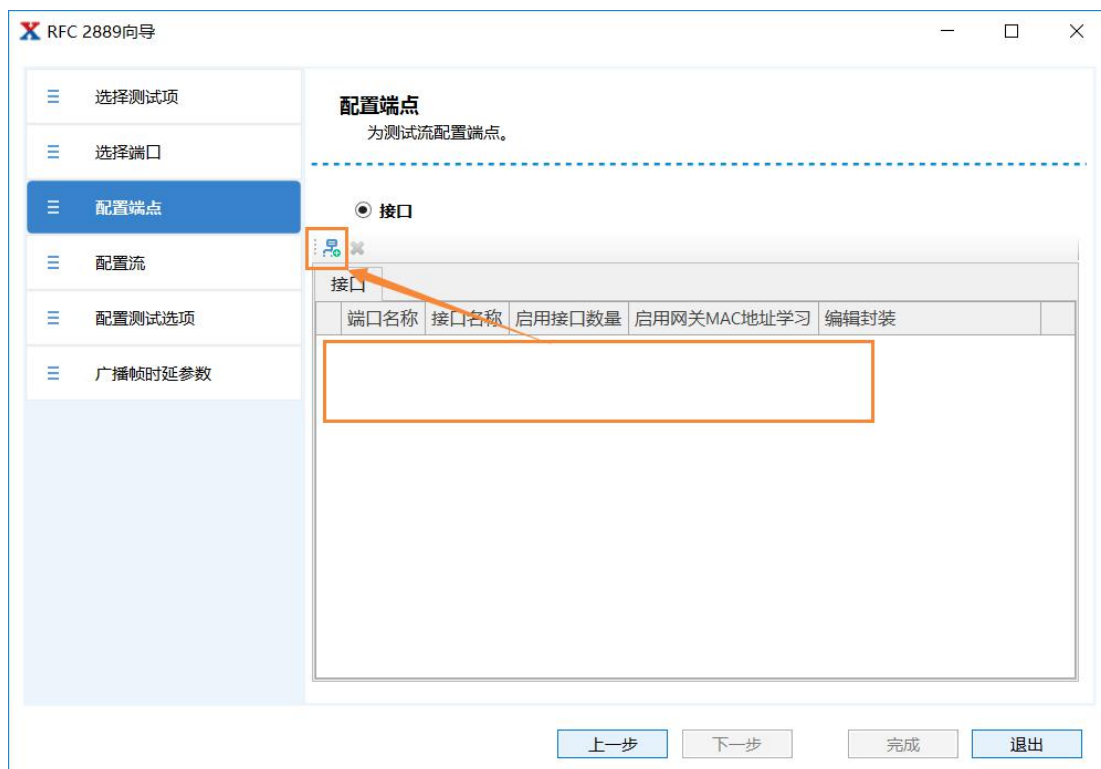 RFC 2889向导
选择测试项
选择端口
配置端点
配置流
配置测试选项
广播帧时延参数
配置端点
为测试流配置端点。
接口
接口
端口名称 接口名称 启用接口数量 启用网关MAC地址学习 编辑封装
上一步 下一步 完成 退出